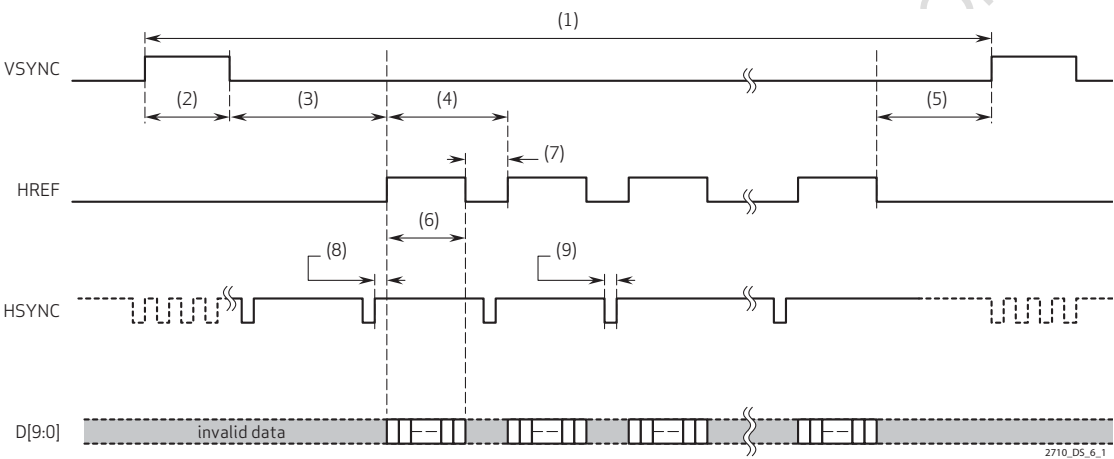 (1)
VSYNC
(2)
(3)
(4)
(5)
(7)
HREF
(6)
(8)
(9)
HSYNC
D[9:0]
invalid data
2710_DS_6_1